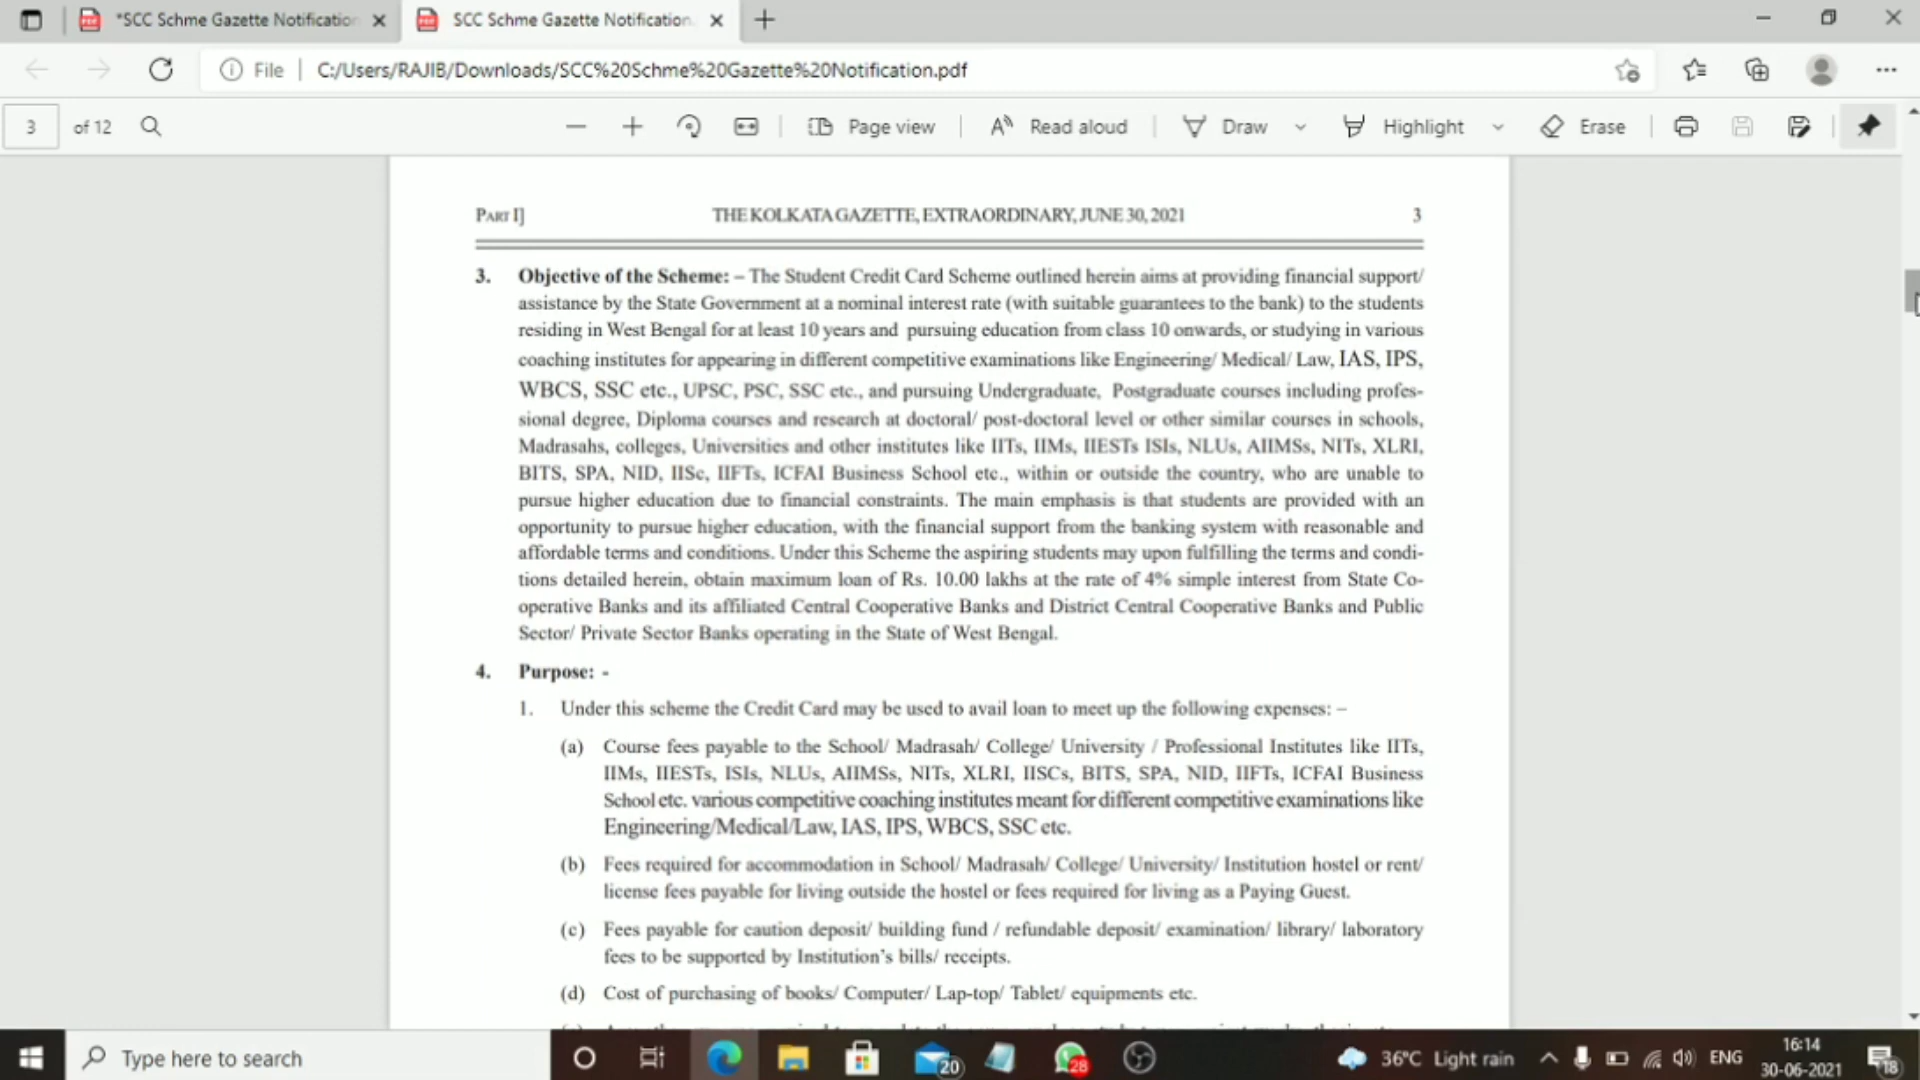 *SCC Schme Gazette Notification
SCC Schme Gazette Notification.
File
C:/Users/RAJIB/Downloads/SCC%20Schme%20Gazette%20Notification.pdf
3 of 12
Page view
Read aloud
Draw
Highlight
Erase
PART I] THE KOLKATA GAZETTE, EXTRAORDINARY, JUNE 30, 2021 3
3. Objective of the Scheme: – The Student Credit Card Scheme outlined herein aims at providing financial support/
assistance by the State Government at a nominal interest rate (with suitable guarantees to the bank) to the students
residing in West Bengal for at least 10 years and pursuing education from class 10 onwards, or studying in various
coaching institutes for appearing in different competitive examinations like Engineering/ Medical/ Law, IAS, IPS,
WBCS, SSC etc., UPSC, PSC, SSC etc., and pursuing Undergraduate, Postgraduate courses including profes-
sional degree, Diploma courses and research at doctoral/ post-doctoral level or other similar courses in schools,
Madrasahs, colleges, Universities and other institutes like IITs, IIMs, IIESTs ISIs, NLUs, AIIMSs, NITs, XLRI,
BITS, SPA, NID, IISc, IIFTs, ICFAI Business School etc., within or outside the country, who are unable to
pursue higher education due to financial constraints. The main emphasis is that students are provided with an
opportunity to pursue higher education, with the financial support from the banking system with reasonable and
affordable terms and conditions. Under this Scheme the aspiring students may upon fulfilling the terms and condi-
tions detailed herein, obtain maximum loan of Rs. 10.00 lakhs at the rate of 4% simple interest from State Co-
operative Banks and its affiliated Central Cooperative Banks and District Central Cooperative Banks and Public
Sector/ Private Sector Banks operating in the State of West Bengal.
4. Purpose: -
1. Under this scheme the Credit Card may be used to avail loan to meet up the following expenses: –
(a) Course fees payable to the School/ Madrasah/ College/ University / Professional Institutes like IITs,
IIMs, IIESTs, ISIs, NLUs, AIIMSs, NITs, XLRI, IISCs, BITS, SPA, NID, IIFTs, ICFAI Business
School etc. various competitive coaching institutes meant for different competitive examinations like
Engineering/Medical/Law, IAS, IPS, WBCS, SSC etc.
(b) Fees required for accommodation in School/ Madrasah/ College/ University/ Institution hostel or rent/
license fees payable for living outside the hostel or fees required for living as a Paying Guest.
(c) Fees payable for caution deposit/ building fund / refundable deposit/ examination/ library/ laboratory
fees to be supported by Institution's bills/ receipts.
(d) Cost of purchasing of books/ Computer/ Lap-top/ Tablet/ equipments etc.
Type here to search
20
28
36°C Light rain
ENG
16:14
30-06-2021
18